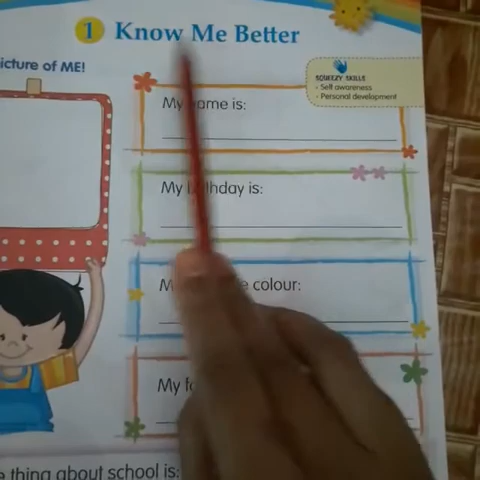 1 Know Me Better
icture of ME!
SQUEEZY SKILLS
- Self awareness
- Personal development
My name is:
My birthday is:
colour:
My
thing about school is: